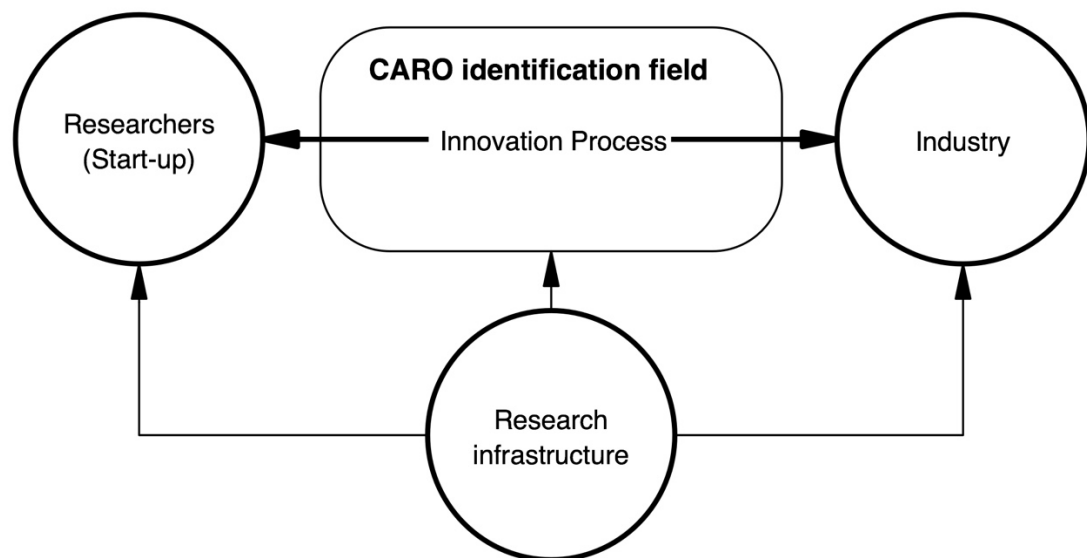 CARO identification field
Researchers
(Start-up)
Innovation Process
Industry
Research
infrastructure